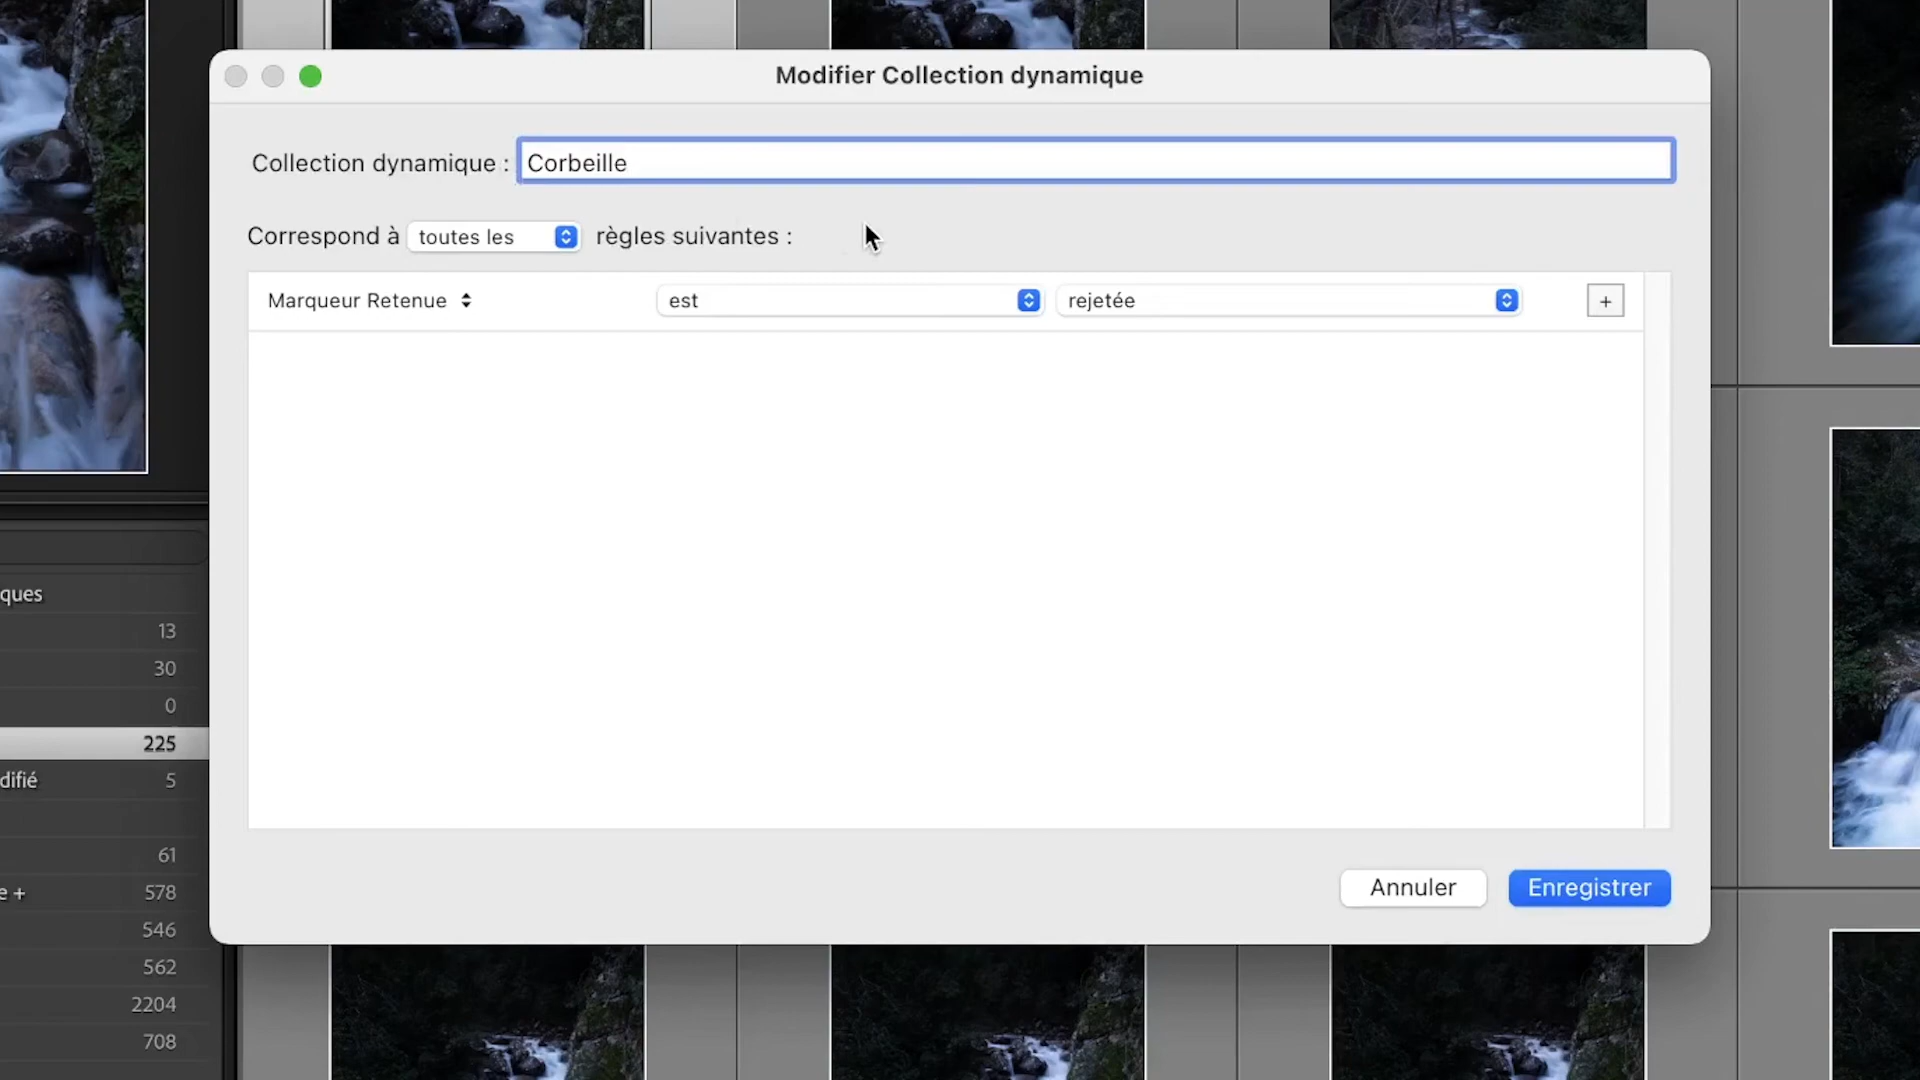 Modifier Collection dynamique
Collection dynamique : Corbeille
Correspond à toutes les règles suivantes :
Marqueur Retenue est rejetée +
Annuler Enregistrer
ques
13
30
0
225
difié 5
61
e + 578
546
562
2204
708